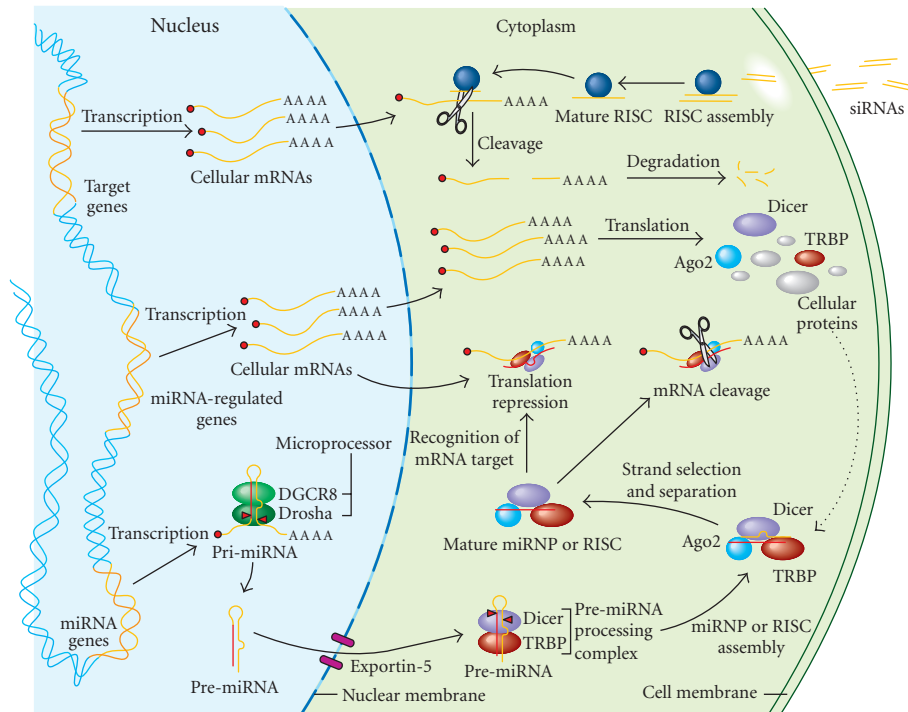 Nucleus
Cytoplasm
siRNAs
Transcription
AAAA
AAAA
AAAA
Cellular mRNAs
Target
genes
AAAA
Mature RISC
RISC assembly
Cleavage
AAAA
Degradation
AAAA
AAAA
AAAA
Translation
Dicer
TRBP
Ago2
Cellular
proteins
Transcription
AAAA
AAAA
AAAA
Cellular mRNAs
miRNA-regulated
genes
AAAA
Translation
repression
AAAA
mRNA cleavage
Recognition of
mRNA target
Microprocessor
DGCR8
Drosha
Transcription
AAAA
Pri-miRNA
Strand selection
and separation
Mature miRNP or RISC
Dicer
Ago2
TRBP
miRNP or RISC
assembly
miRNA
genes
Pre-miRNA
Exportin-5
Dicer
TRBP
Pre-miRNA
Pre-miRNA
processing
complex
Nuclear membrane
Cell membrane